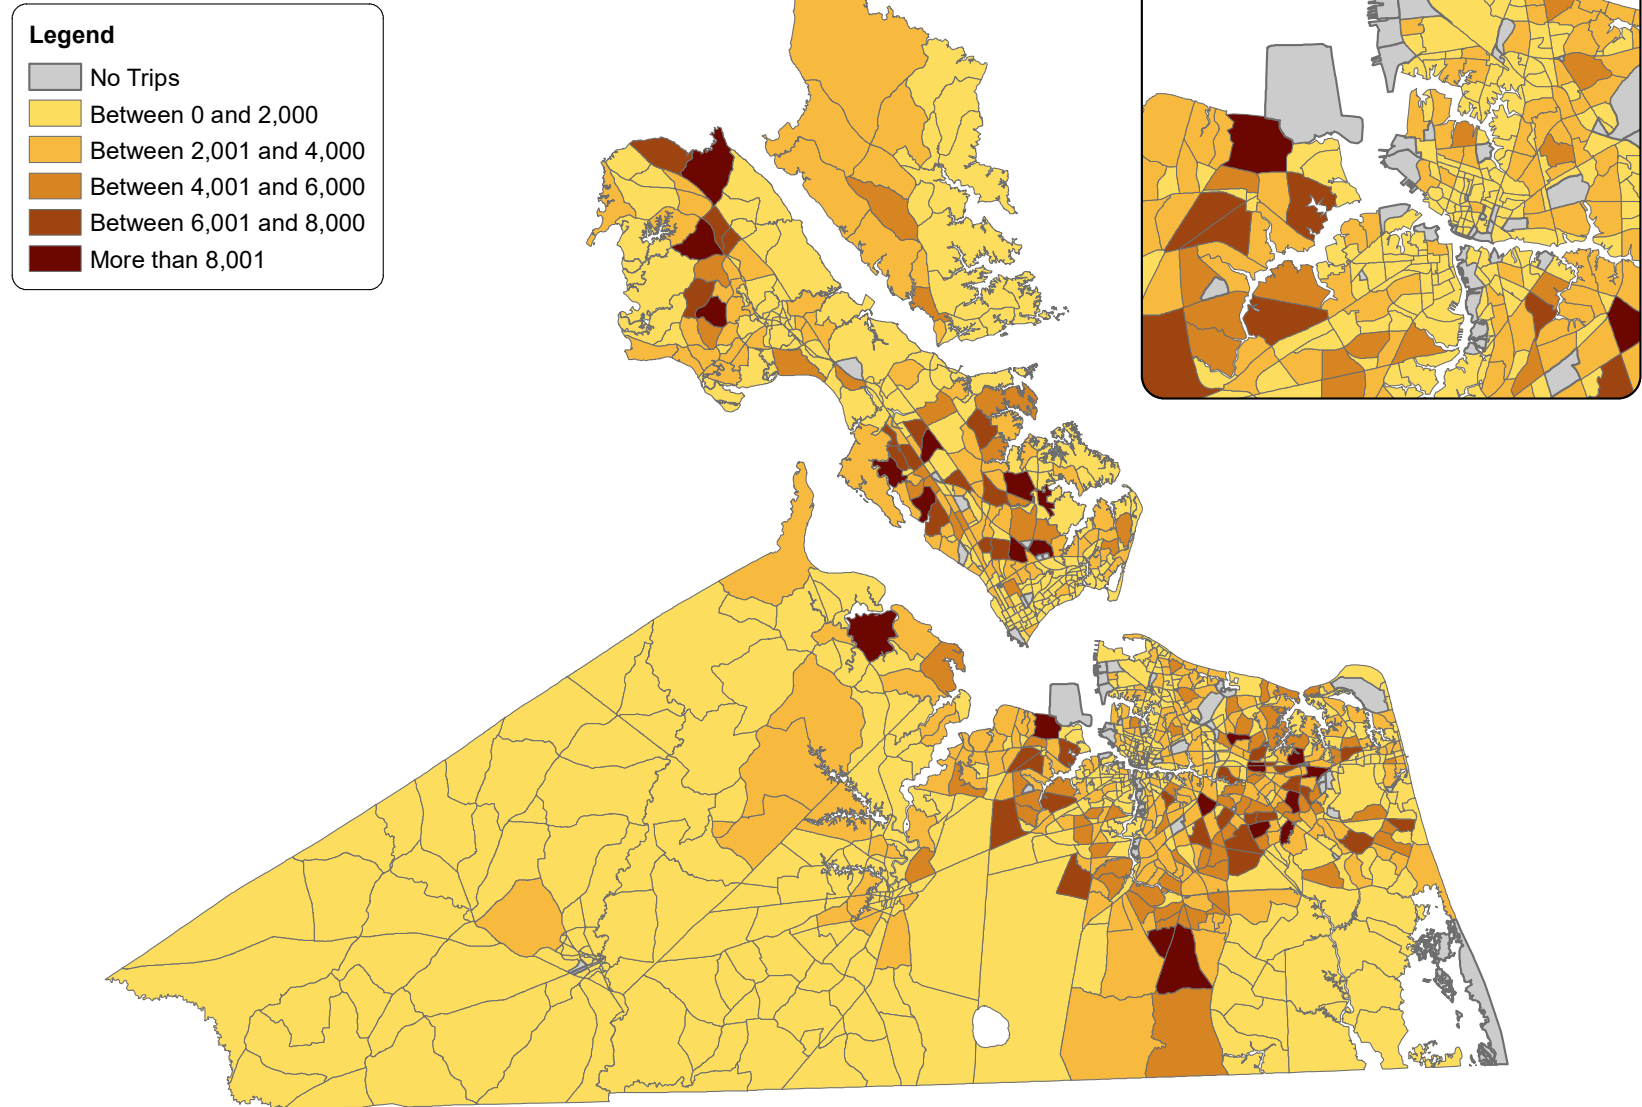 Legend
No Trips
Between 0 and 2,000
Between 2,001 and 4,000
Between 4,001 and 6,000
Between 6,001 and 8,000
More than 8,001